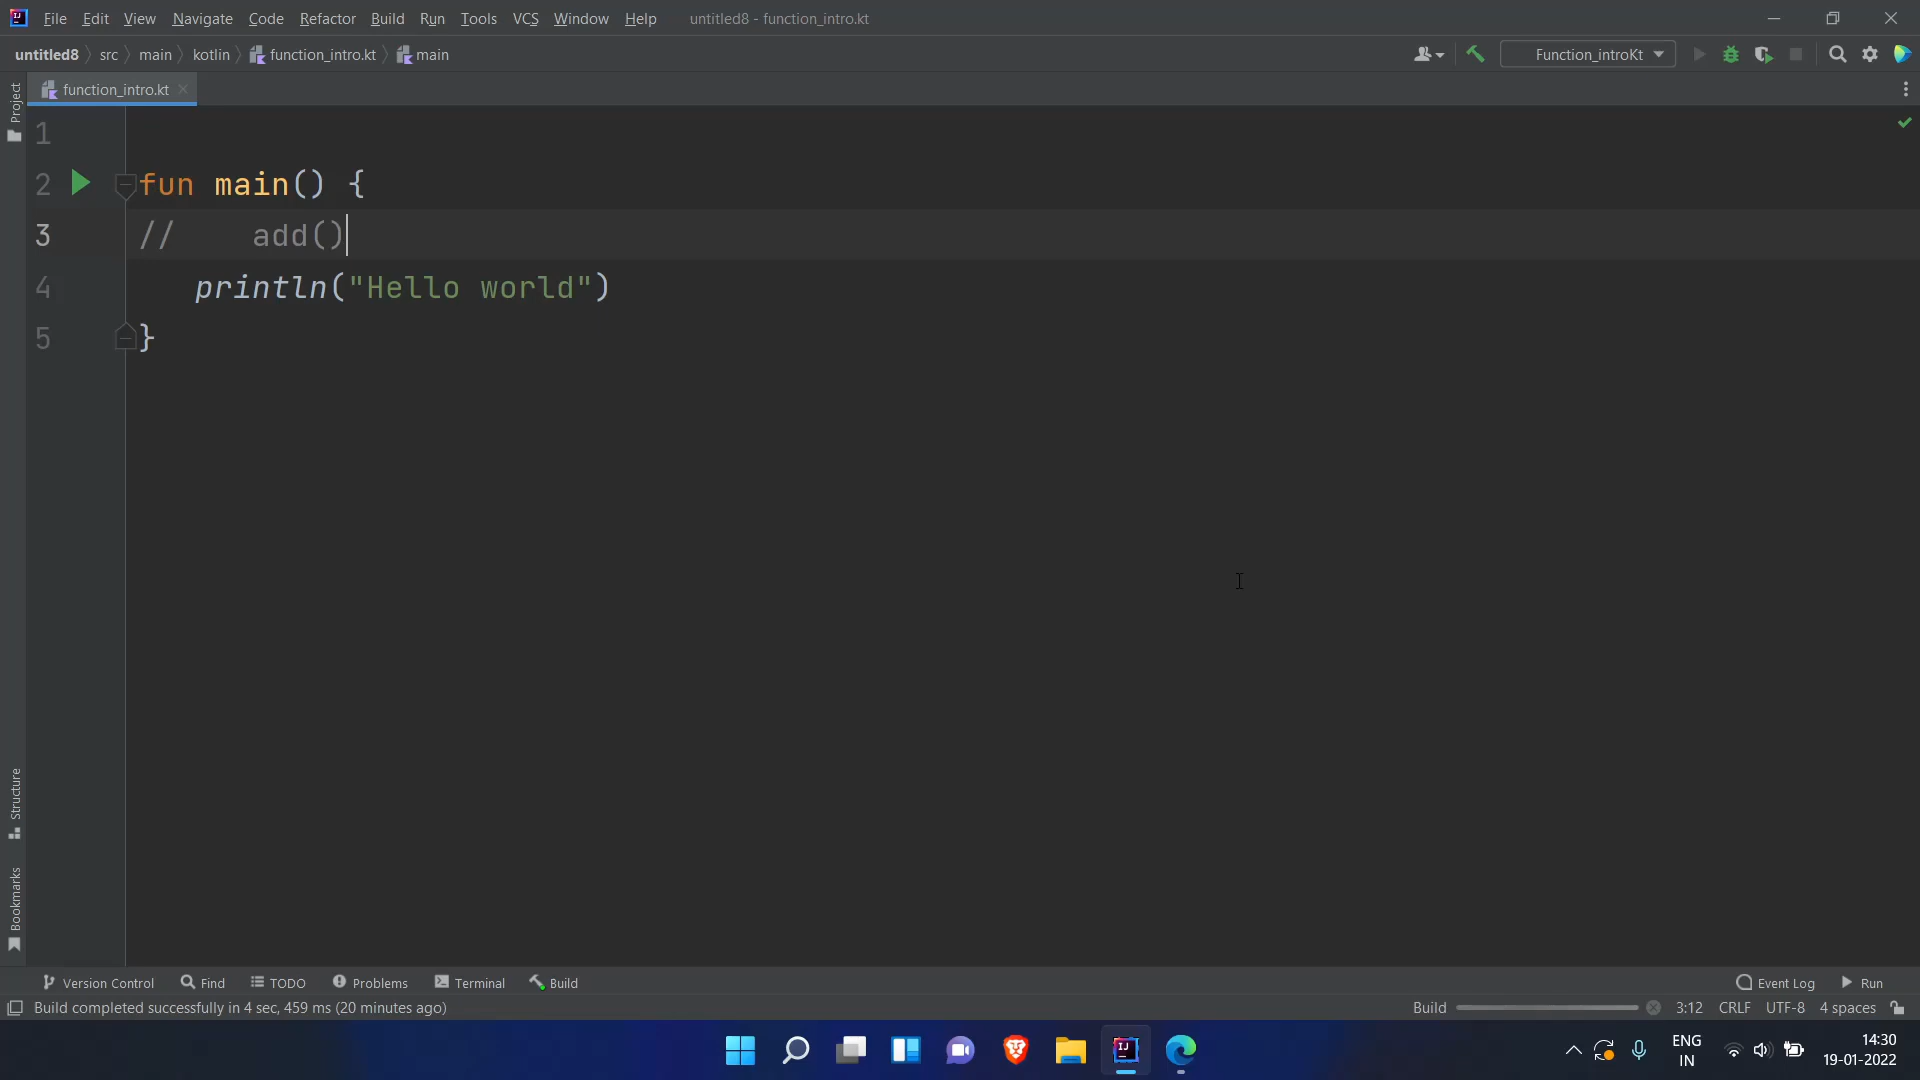 File Edit View Navigate Code Refactor Build Run Tools VCS Window Help untitled8 - function_intro.kt
untitled8 src main kotlin function_intro.kt main Function_introKt
function_intro.kt
Project
1
2 fun main() {
3 // add()
4 println("Hello world")
5 }
Structure
Bookmarks
Version Control Find TODO Problems Terminal Build Event Log Run
Build completed successfully in 4 sec, 459 ms (20 minutes ago) Build 3:12 CRLF UTF-8 4 spaces
ENG 14:30
IN 19-01-2022